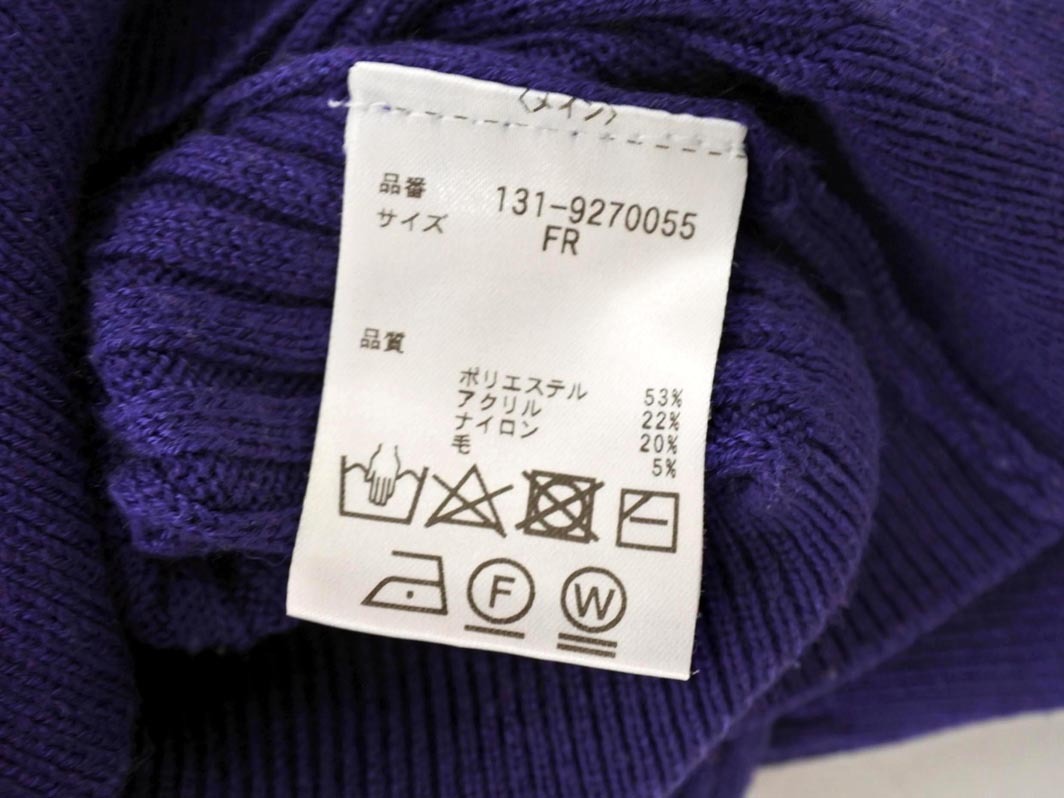 〈メイン〉
品番 131-9270055
サイズ FR
品質
ポリエステル 53%
アクリル 22%
ナイロン 20%
毛 5%
F W